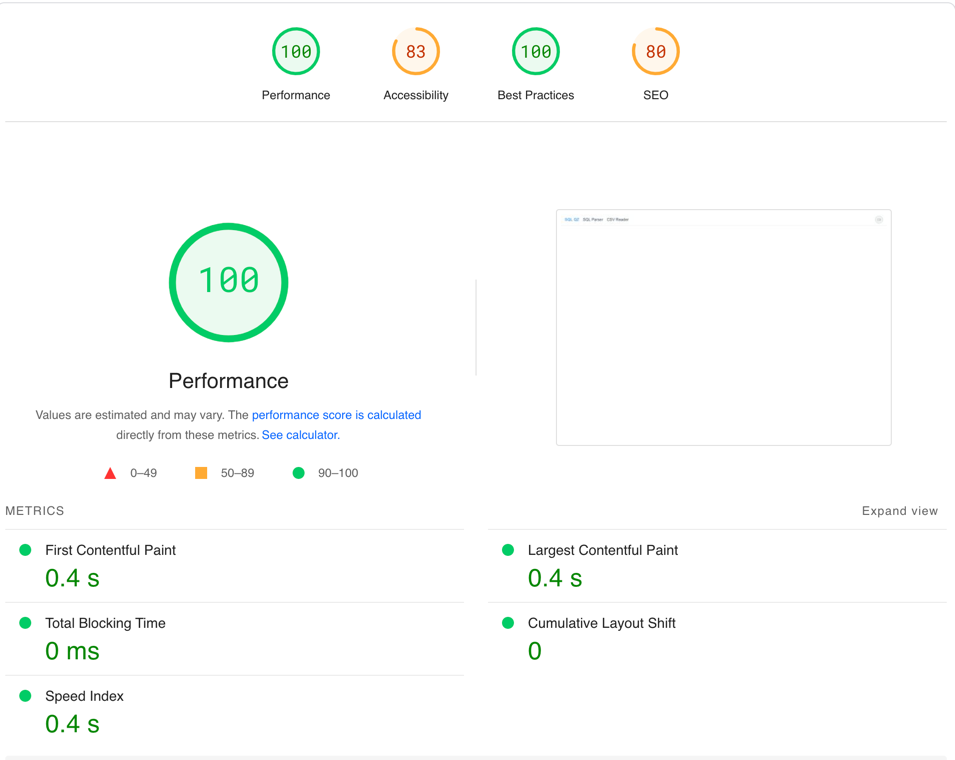 100
83
100
80
Performance
Accessibility
Best Practices
SEO
SQL Parser CSV Reader
100
Performance
Values are estimated and may vary. The performance score is calculated
directly from these metrics. See calculator.
0–49
50–89
90–100
METRICS
Expand view
First Contentful Paint
0.4 s
Largest Contentful Paint
0.4 s
Total Blocking Time
0 ms
Cumulative Layout Shift
0
Speed Index
0.4 s